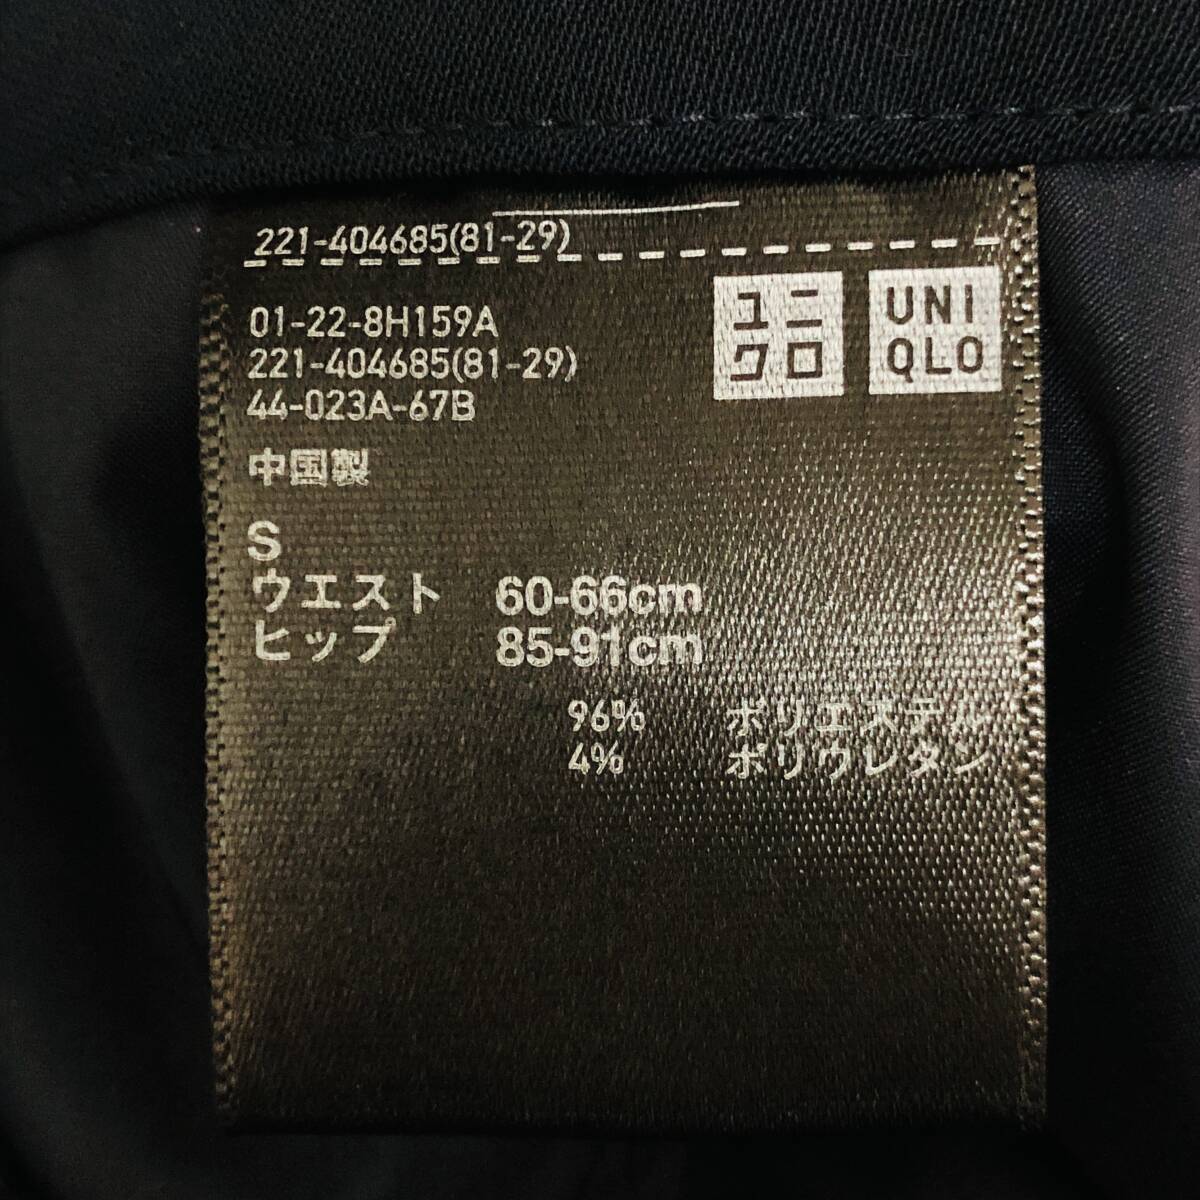 221-404685(81-29)
01-22-8H159A
221-404685(81-29)
44-023A-67B
ユニ
クロ
UNI
QLO
中国製
S
ウエスト 60-66cm
ヒップ 85-91cm
96% ポリエステル
4% ポリウレタン